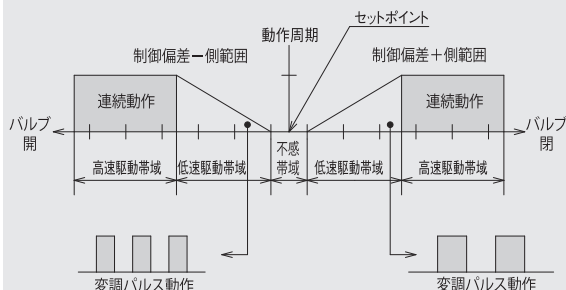 セットポイント
動作周期
制御偏差－側範囲
制御偏差＋側範囲
連続動作
連続動作
バルブ
開
バルブ
閉
不感
帯域
高速駆動帯域
低速駆動帯域
低速駆動帯域
高速駆動帯域
変調パルス動作
変調パルス動作